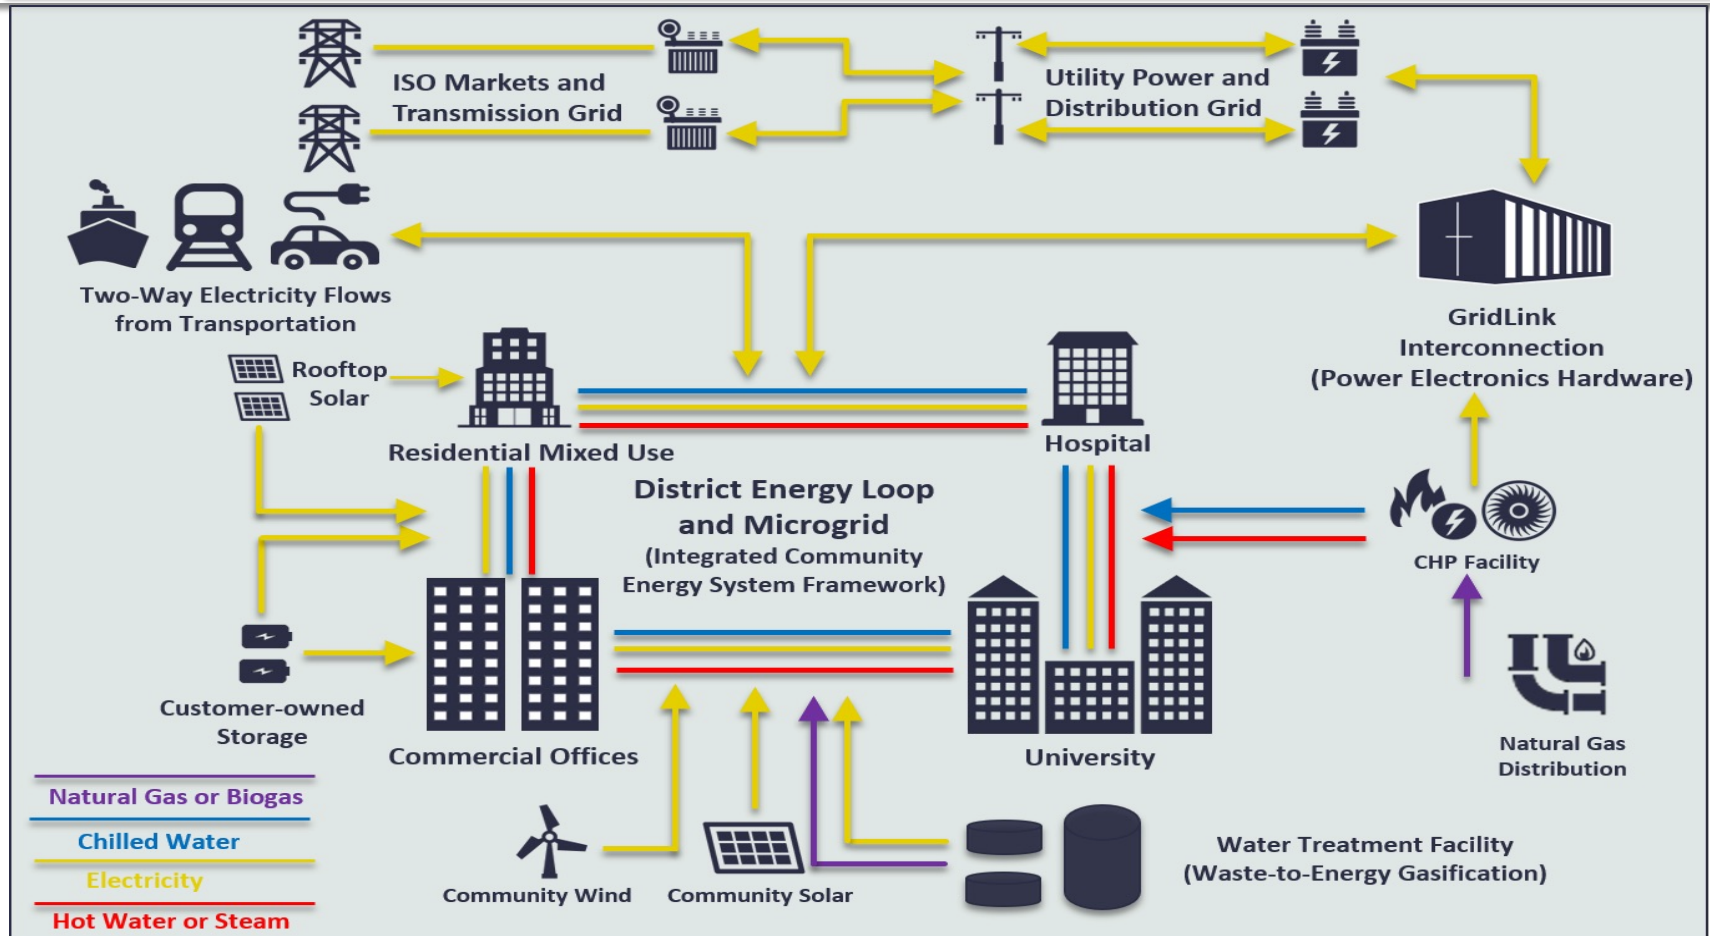 ISO Markets and
Transmission Grid
Utility Power and
Distribution Grid
Two-Way Electricity Flows
from Transportation
GridLink
Interconnection
(Power Electronics Hardware)
Rooftop
Solar
Residential Mixed Use
Hospital
District Energy Loop
and Microgrid
(Integrated Community
Energy System Framework)
CHP Facility
Customer-owned
Storage
Commercial Offices
University
Natural Gas
Distribution
Natural Gas or Biogas
Chilled Water
Electricity
Hot Water or Steam
Community Wind
Community Solar
Water Treatment Facility
(Waste-to-Energy Gasification)